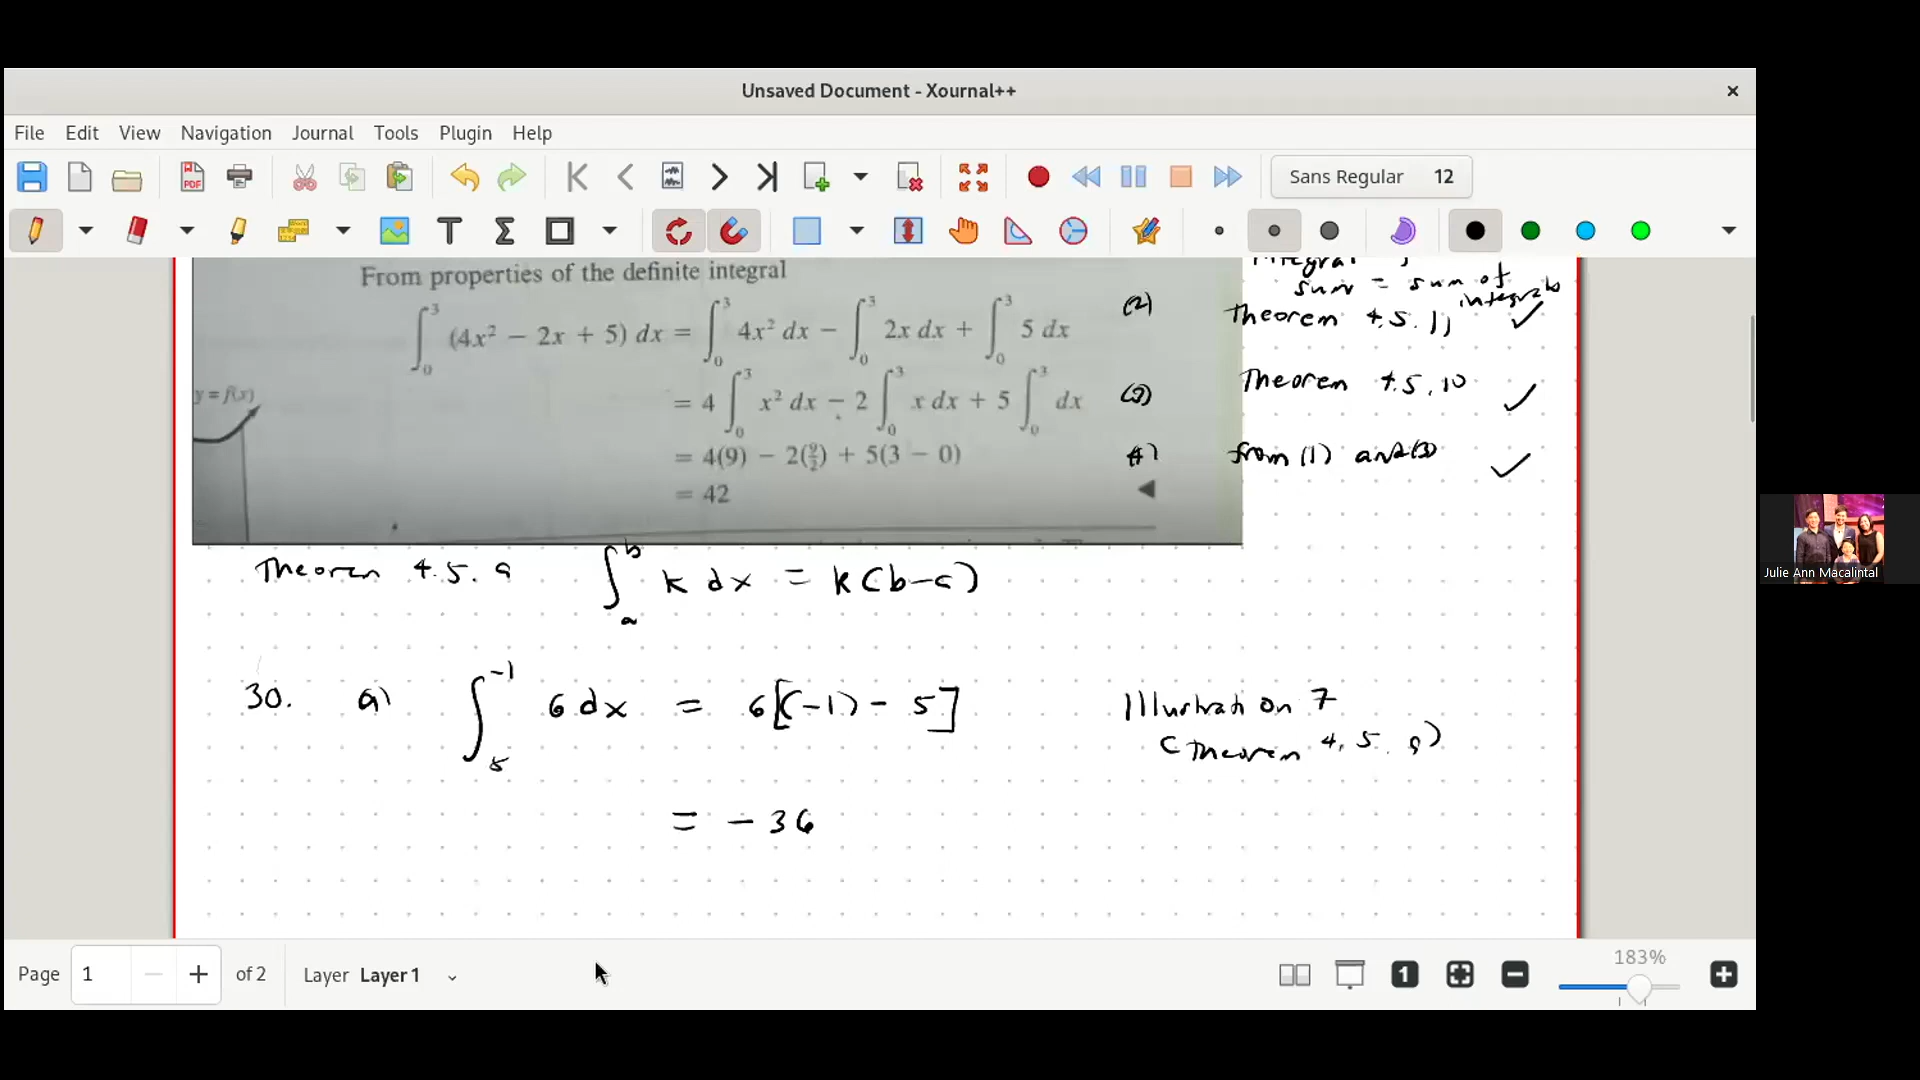 Unsaved Document - Xournal++
File Edit View Navigation Journal Tools Plugin Help
Sans Regular 12
From properties of the definite integral
∫₀³ (4x² − 2x + 5) dx = ∫₀³ 4x² dx − ∫₀³ 2x dx + ∫₀³ 5 dx (2)
= 4 ∫₀³ x² dx − 2 ∫₀³ x dx + 5 ∫₀³ dx (3)
= 4(9) − 2(9/2) + 5(3 − 0) 4)
= 42
y = f(x)
sum = sum of
integrals
Theorem 4.5.11 ✓
Theorem 4.5.10 ✓
from (1) and (3) ✓
Theorem 4.5.9 ∫ₐᵇ k dx = k(b-a)
30. a) ∫₅⁻¹ 6 dx = 6[(-1) - 5] Illustration 7
(Theorem 4.5.9)
= - 36
Julie Ann Macalintal
Page 1 of 2 Layer Layer 1
183%